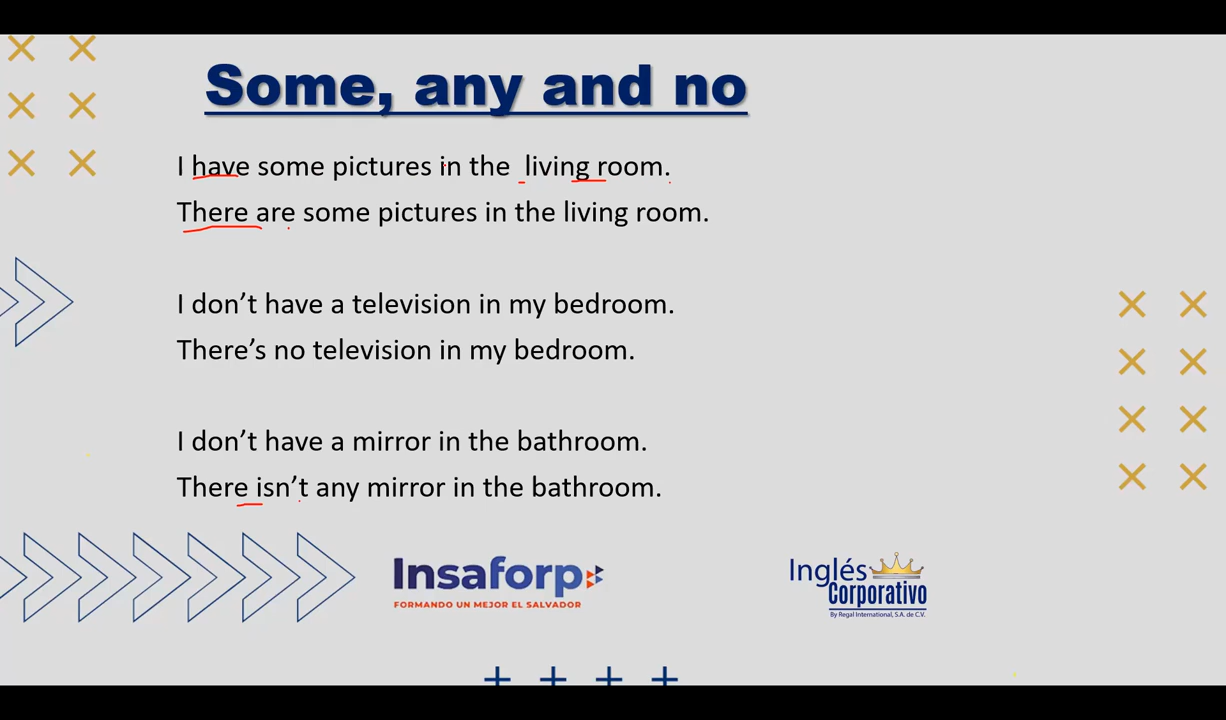 Some, any and no
I have some pictures in the living room.
There are some pictures in the living room.
I don’t have a television in my bedroom.
There’s no television in my bedroom.
I don’t have a mirror in the bathroom.
There isn’t any mirror in the bathroom.
Insaforp
FORMANDO UN MEJOR EL SALVADOR
Inglés
Corporativo
By Regal International, S.A. de C.V.